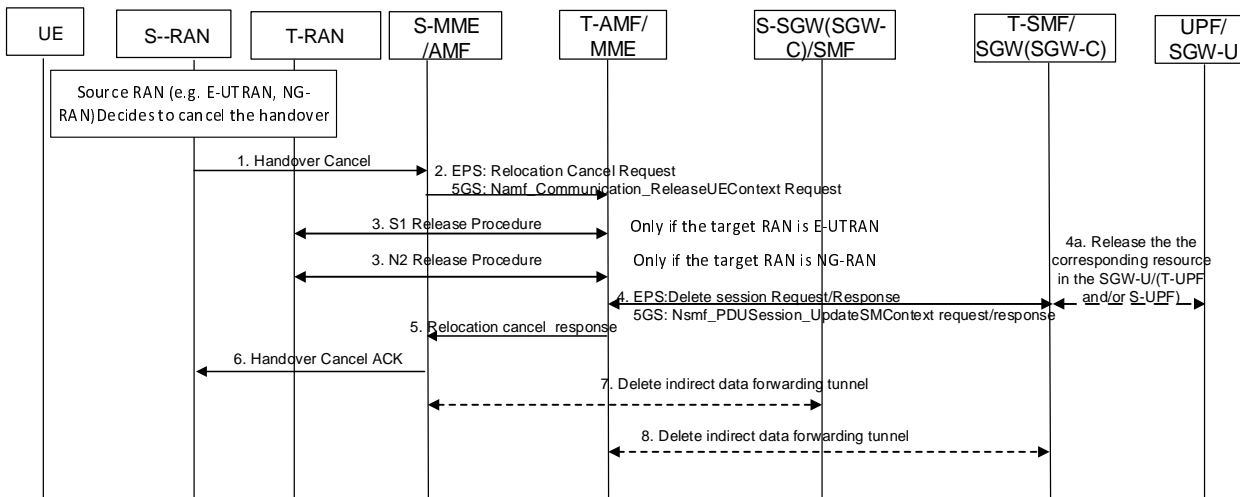 UE
S--RAN
T-RAN
S-MME
/AMF
T-AMF/
MME
S-SGW(SGW-
C)/SMF
T-SMF/
SGW(SGW-C)
UPF/
SGW-U
Source RAN (e.g. E-UTRAN, NG-
RAN)Decides to cancel the handover
1. Handover Cancel
2. EPS: Relocation Cancel Request
5GS: Namf_Communication_ReleaseUEContext Request
3. S1 Release Procedure
Only if the target RAN is E-UTRAN
3. N2 Release Procedure
Only if the target RAN is NG-RAN
4a. Release the the
corresponding resource
in the SGW-U/(T-UPF
and/or S-UPF)
4. EPS:Delete session Request/Response
5GS: Nsmf_PDUSession_UpdateSMContext request/response
5. Relocation cancel response
6. Handover Cancel ACK
7. Delete indirect data forwarding tunnel
8. Delete indirect data forwarding tunnel